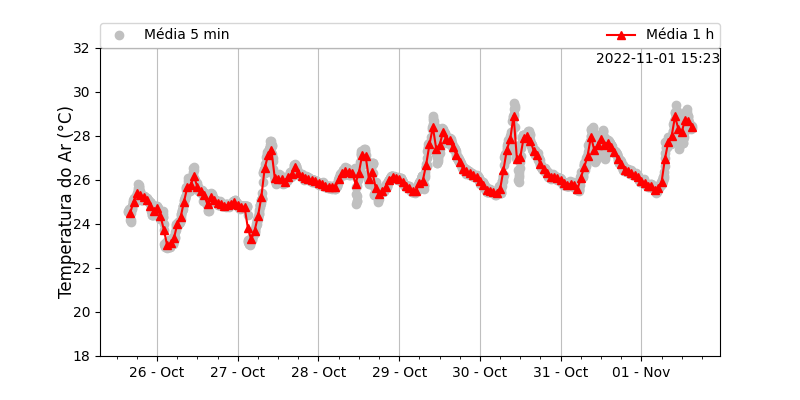 Média 5 min
Média 1 h
2022-11-01 15:23
Temperatura do Ar (°C)
32
30
28
26
24
22
20
18
26 - Oct
27 - Oct
28 - Oct
29 - Oct
30 - Oct
31 - Oct
01 - Nov